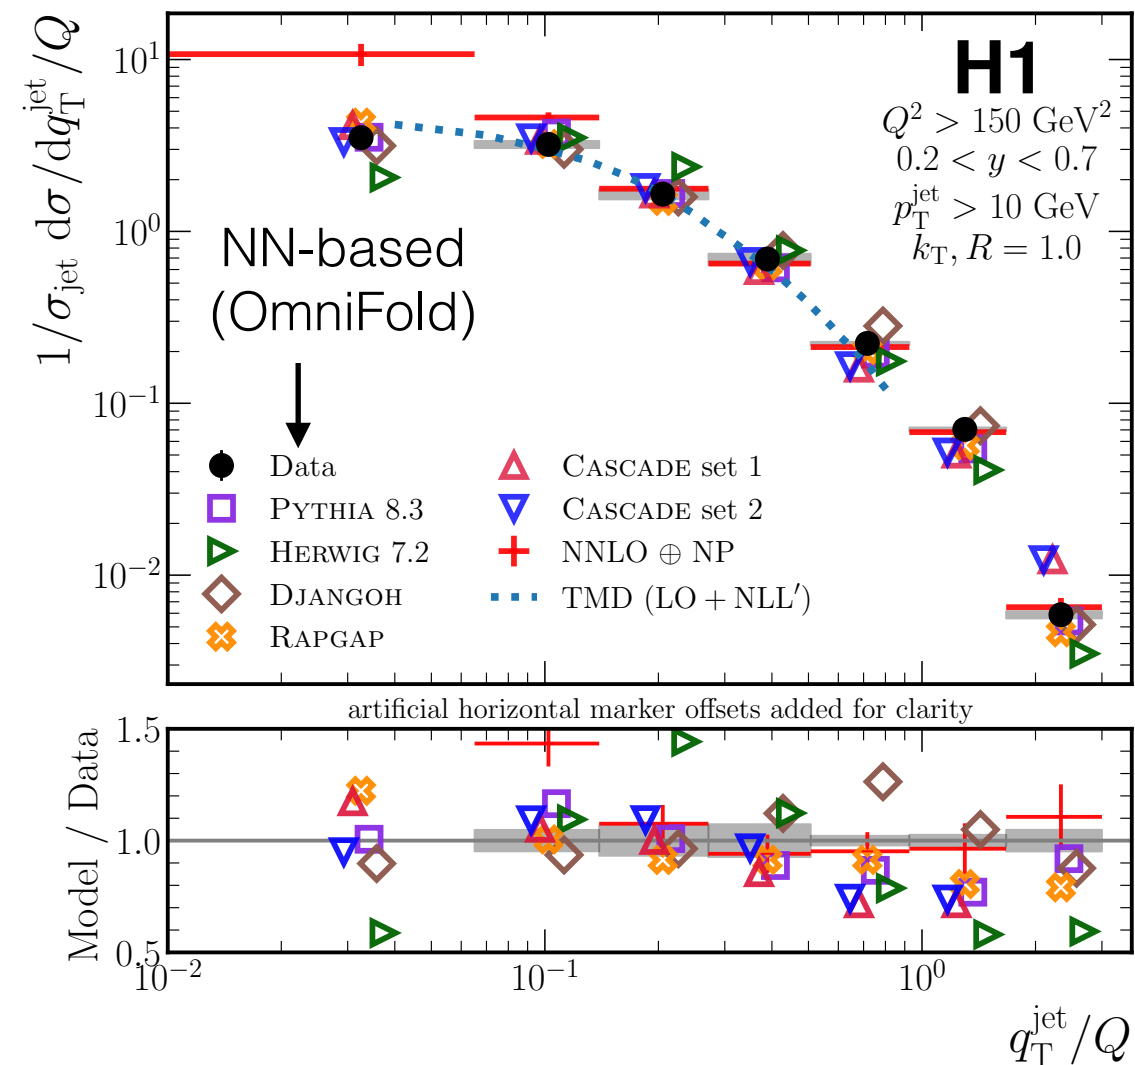 1/σ_jet dσ/dq_T^jet/Q
10^1
10^0
10^−1
10^−2
H1
Q^2 > 150 GeV^2
0.2 < y < 0.7
p_T^jet > 10 GeV
k_T, R = 1.0
NN-based
(OmniFold)
Data
PYTHIA 8.3
HERWIG 7.2
DJANGOH
RAPGAP
CASCADE set 1
CASCADE set 2
NNLO ⊕ NP
TMD (LO + NLL′)
artificial horizontal marker offsets added for clarity
Model / Data
1.5
1.0
0.5
10^−2
10^−1
10^0
q_T^jet/Q